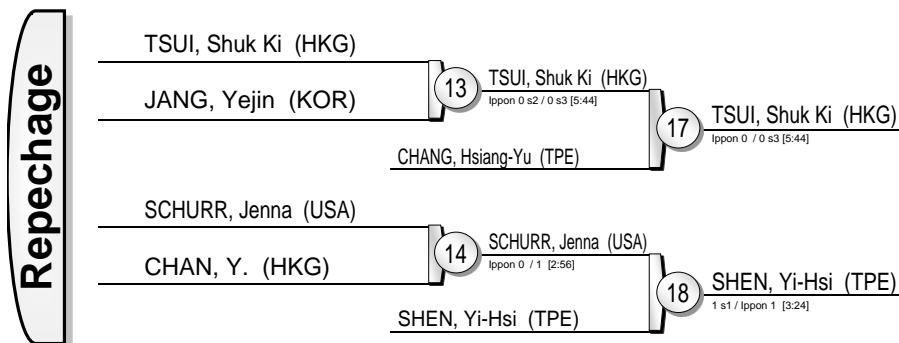 Repechage
TSUI, Shuk Ki (HKG)
JANG, Yejin (KOR)
13
TSUI, Shuk Ki (HKG)
Ippon 0 s2 / 0 s3 [5:44]
CHANG, Hsiang-Yu (TPE)
17
TSUI, Shuk Ki (HKG)
Ippon 0 / 0 s3 [5:44]
SCHURR, Jenna (USA)
CHAN, Y. (HKG)
14
SCHURR, Jenna (USA)
Ippon 0 / 1 [2:56]
SHEN, Yi-Hsi (TPE)
18
SHEN, Yi-Hsi (TPE)
1 s1 / Ippon 1 [3:24]